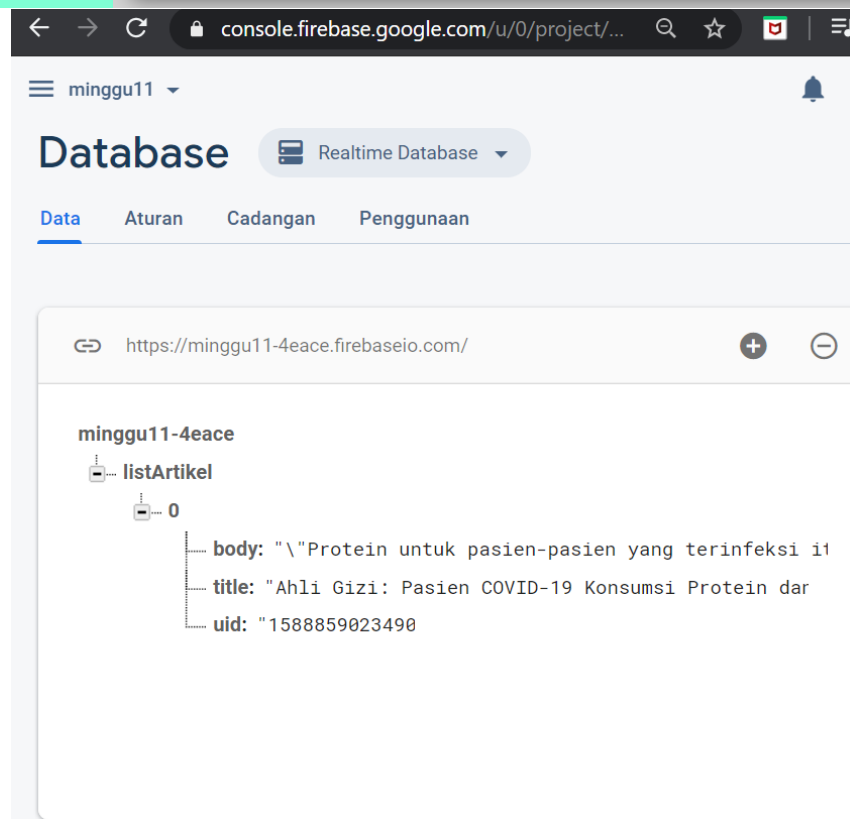 console.firebase.google.com/u/0/project/...
minggu11
Database Realtime Database
Data Aturan Cadangan Penggunaan
https://minggu11-4eace.firebaseio.com/
minggu11-4eace
listArtikel
0
body: "\"Protein untuk pasien-pasien yang terinfeksi it
title: "Ahli Gizi: Pasien COVID-19 Konsumsi Protein dar
uid: "1588859023490